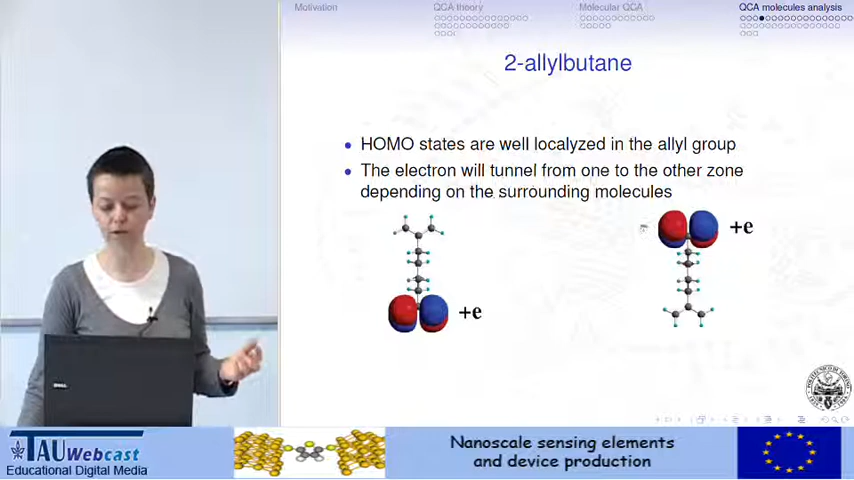 Motivation
QCA theory
Molecular QCA
QCA molecules analysis
2-allylbutane
HOMO states are well localyzed in the allyl group
The electron will tunnel from one to the other zone
depending on the surrounding molecules
+e
+e
DELL
TAU Webcast
Educational Digital Media
Nanoscale sensing elements
and device production